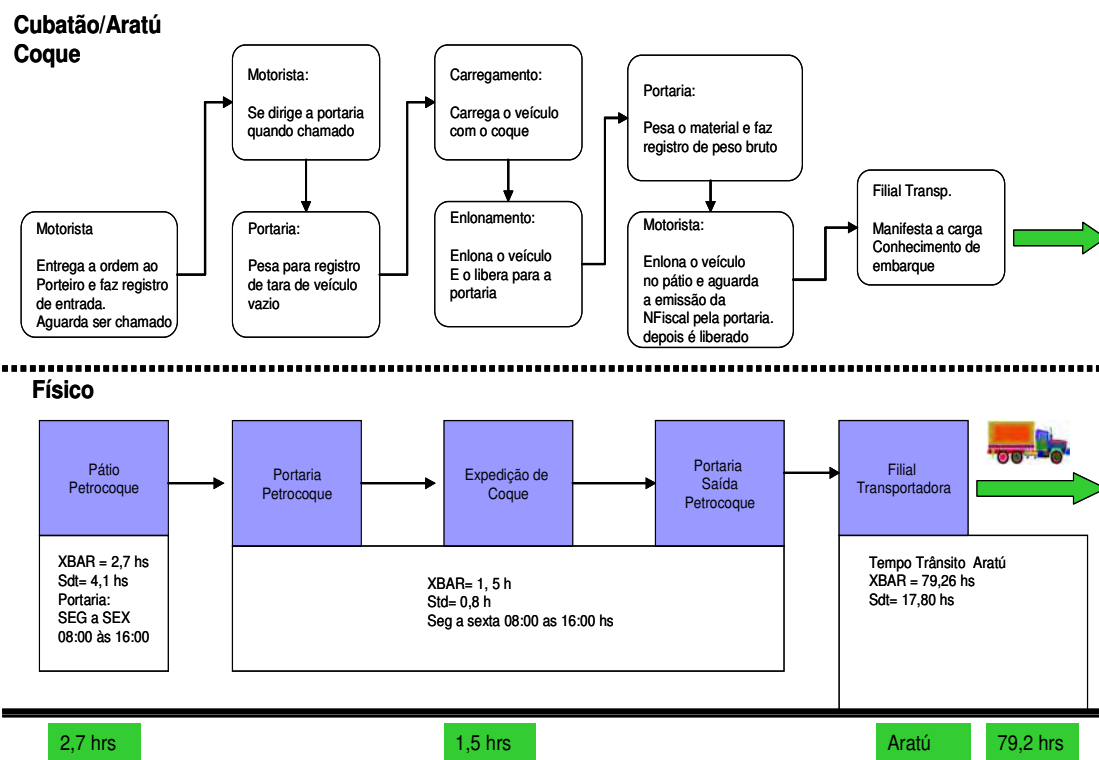 Cubatão/Aratú
Coque
Motorista
Entrega a ordem ao
Porteiro e faz registro
de entrada.
Aguarda ser chamado
Motorista:
Se dirige a portaria
quando chamado
Portaria:
Pesa para registro
de tara de veículo
vazio
Carregamento:
Carrega o veículo
com o coque
Enlonamento:
Enlona o veículo
E o libera para a
portaria
Portaria:
Pesa o material e faz
registro de peso bruto
Motorista:
Enlona o veículo
no pátio e aguarda
a emissão da
NFiscal pela portaria.
depois é liberado
Filial Transp.
Manifesta a carga
Conhecimento de
embarque
Físico
Pátio
Petrocoque
Portaria
Petrocoque
Expedição de
Coque
Portaria
Saída
Petrocoque
Filial
Transportadora
XBAR = 2,7 hs
Sdt= 4,1 hs
Portaria:
SEG a SEX
08:00 às 16:00
XBAR= 1, 5 h
Std= 0,8 h
Seg a sexta 08:00 as 16:00 hs
Tempo Trânsito Aratú
XBAR = 79,26 hs
Sdt= 17,80 hs
2,7 hrs
1,5 hrs
Aratú
79,2 hrs